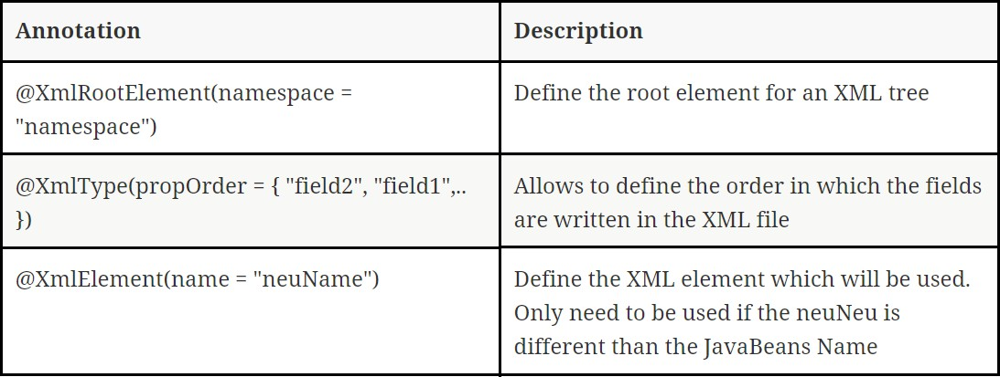 Annotation
Description
@XmlRootElement(namespace =
"namespace")
Define the root element for an XML tree
@XmlType(propOrder = { "field2", "field1",..
})
Allows to define the order in which the fields
are written in the XML file
@XmlElement(name = "neuName")
Define the XML element which will be used.
Only need to be used if the neuNeu is
different than the JavaBeans Name